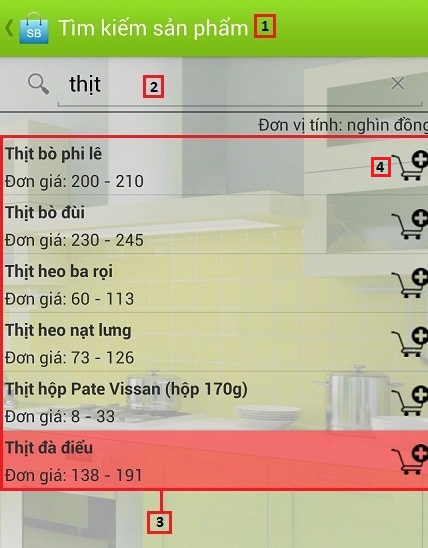 SB Tìm kiếm sản phẩm 1
thịt 2
Đơn vị tính: nghìn đồng
Thịt bò phi lê
4
Đơn giá: 200 - 210
Thịt bò đùi
Đơn giá: 230 - 245
Thịt heo ba rọi
Đơn giá: 60 - 113
Thịt heo nạt lưng
Đơn giá: 73 - 126
Thịt hộp Pate Vissan (hộp 170g)
Đơn giá: 8 - 33
Thịt đà điểu
Đơn giá: 138 - 191
3